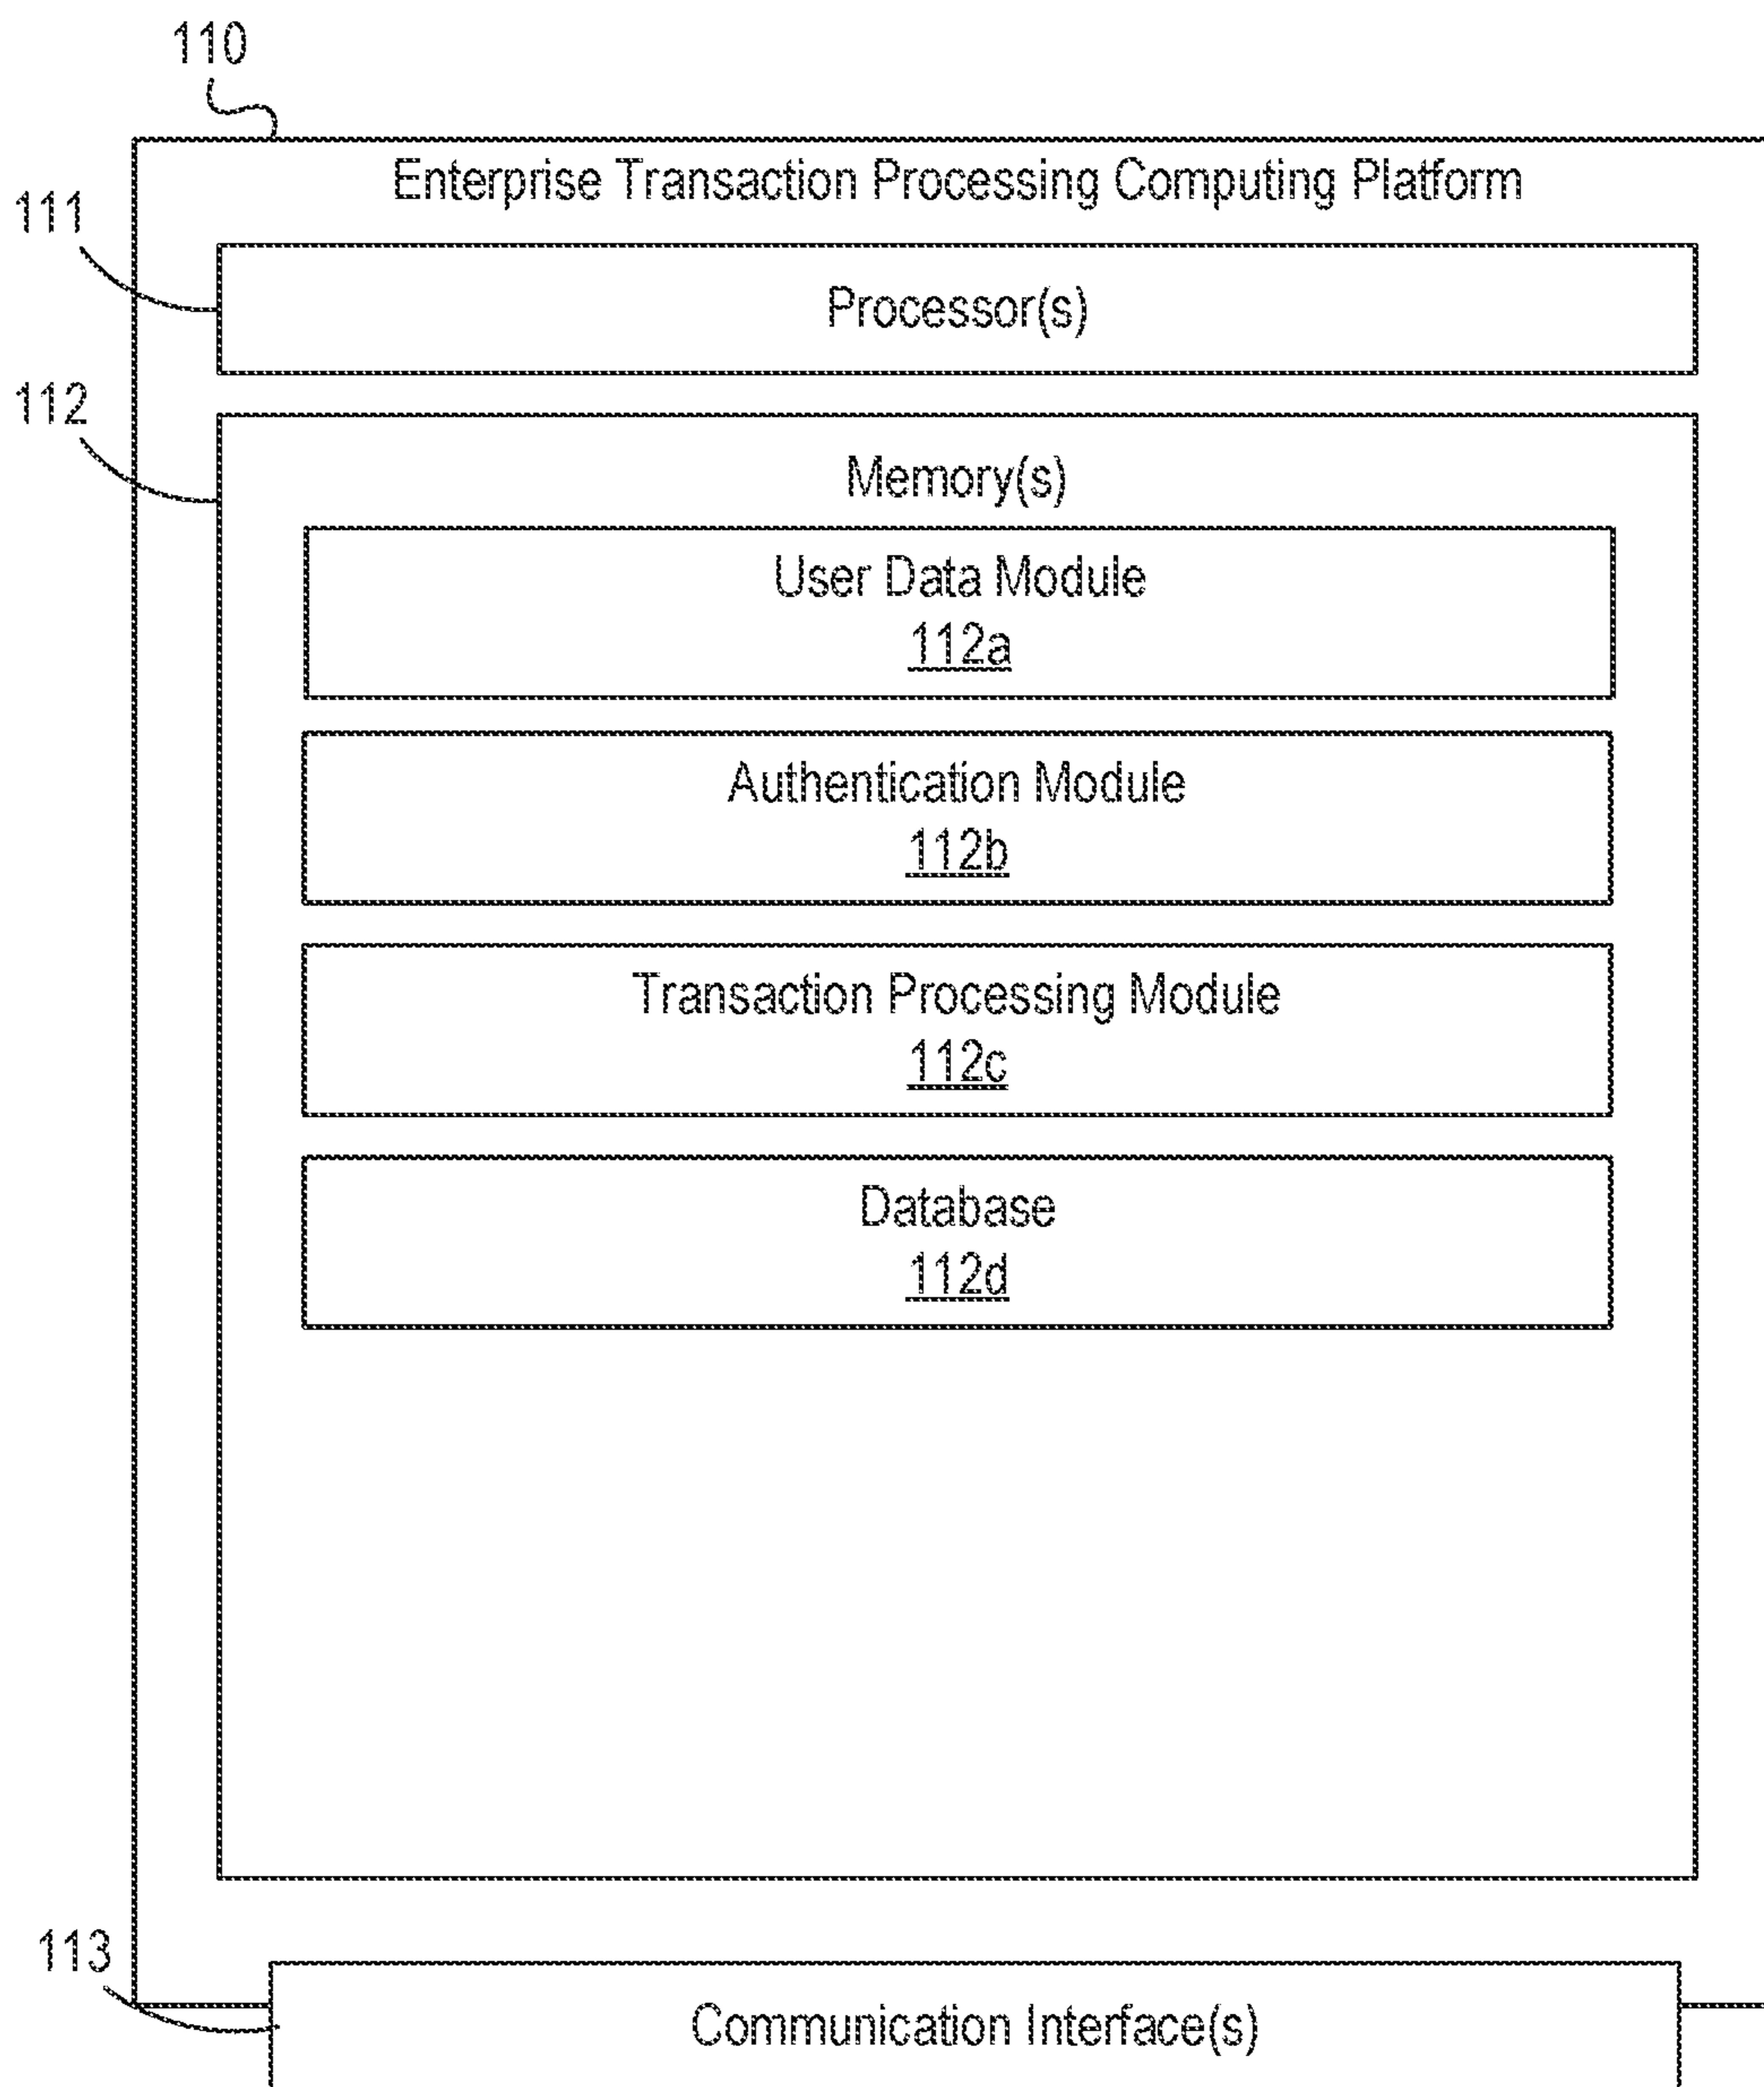 110
Enterprise Transaction Processing Computing Platform
111
Processor(s)
112
Memory(s)
User Data Module
112a
Authentication Module
112b
Transaction Processing Module
112c
Database
112d
113
Communication Interface(s)